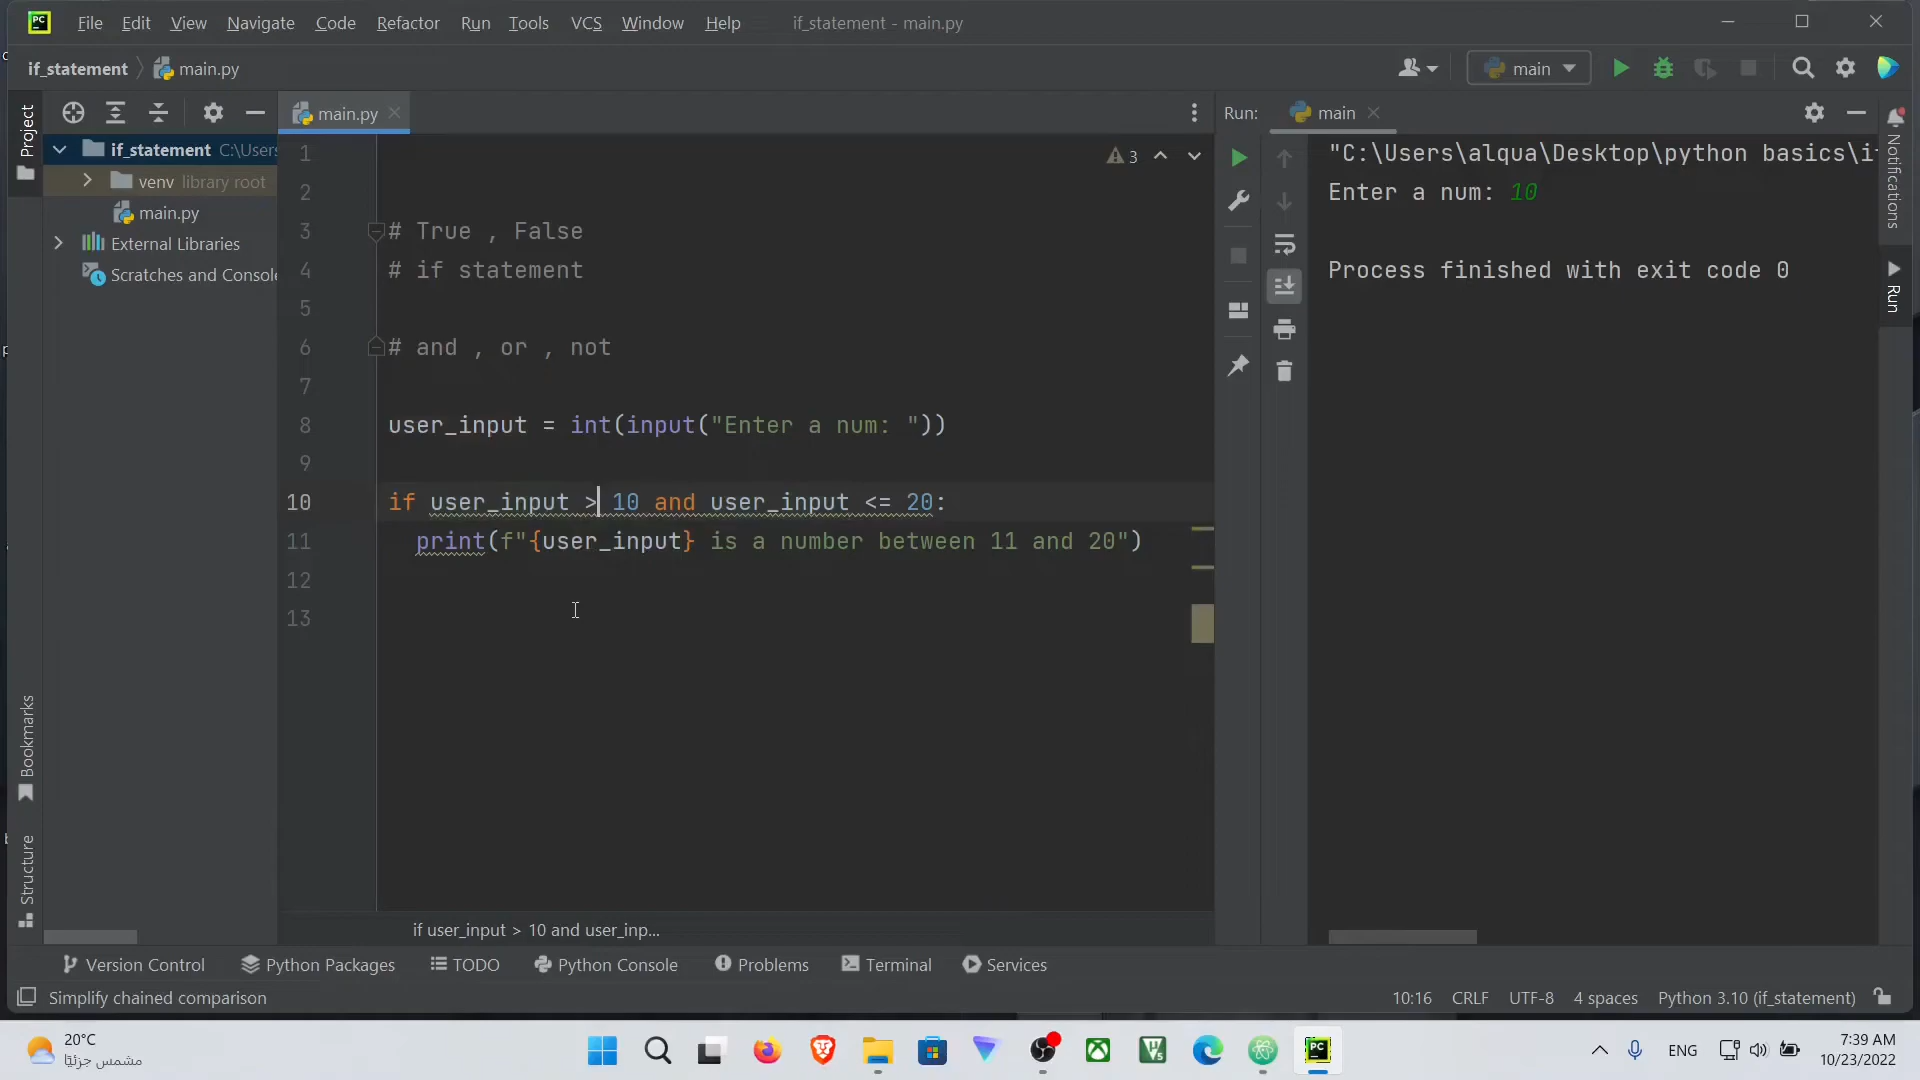 File Edit View Navigate Code Refactor Run Tools VCS Window Help if_statement - main.py
if_statement main.py main
Project
main.py
Run: main
if_statement C:\Users
venv library root
main.py
External Libraries
Scratches and Console
3
1
2
3 # True , False
4 # if statement
5
6 # and , or , not
7
8 user_input = int(input("Enter a num: "))
9
10 if user_input > 10 and user_input <= 20:
11 print(f"{user_input} is a number between 11 and 20")
12
13
"C:\Users\alqua\Desktop\python basics\i
Enter a num: 10
Process finished with exit code 0
Notifications
Run
Bookmarks
Structure
if user_input > 10 and user_inp...
Version Control Python Packages TODO Python Console Problems Terminal Services
Simplify chained comparison 10:16 CRLF UTF-8 4 spaces Python 3.10 (if_statement)
20°C
مشمس جزئيًا
ENG
7:39 AM
10/23/2022